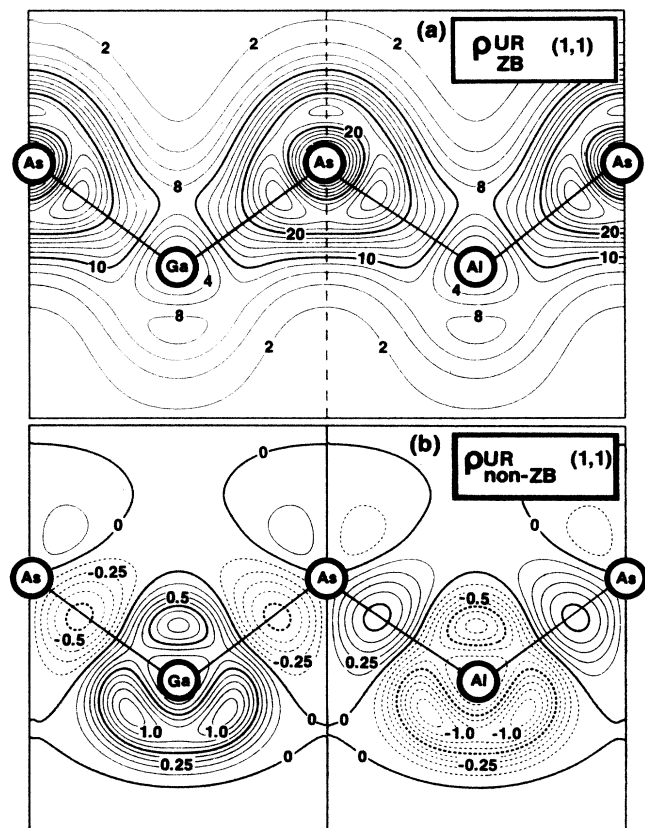 2 2 (a) ρ UR ZB (1,1)
20
As As As
8 8
20 20
10 Ga 10 Al
4 4
8 8
2 2 2
(b) ρ UR non-ZB (1,1)
0 0
As As As
-0.25 0.5 -0.5
-0.5 -0.25 0.25
Ga Al
1.0 1.0 0 0 -1.0 -1.0
0.25 -0.25
0 0